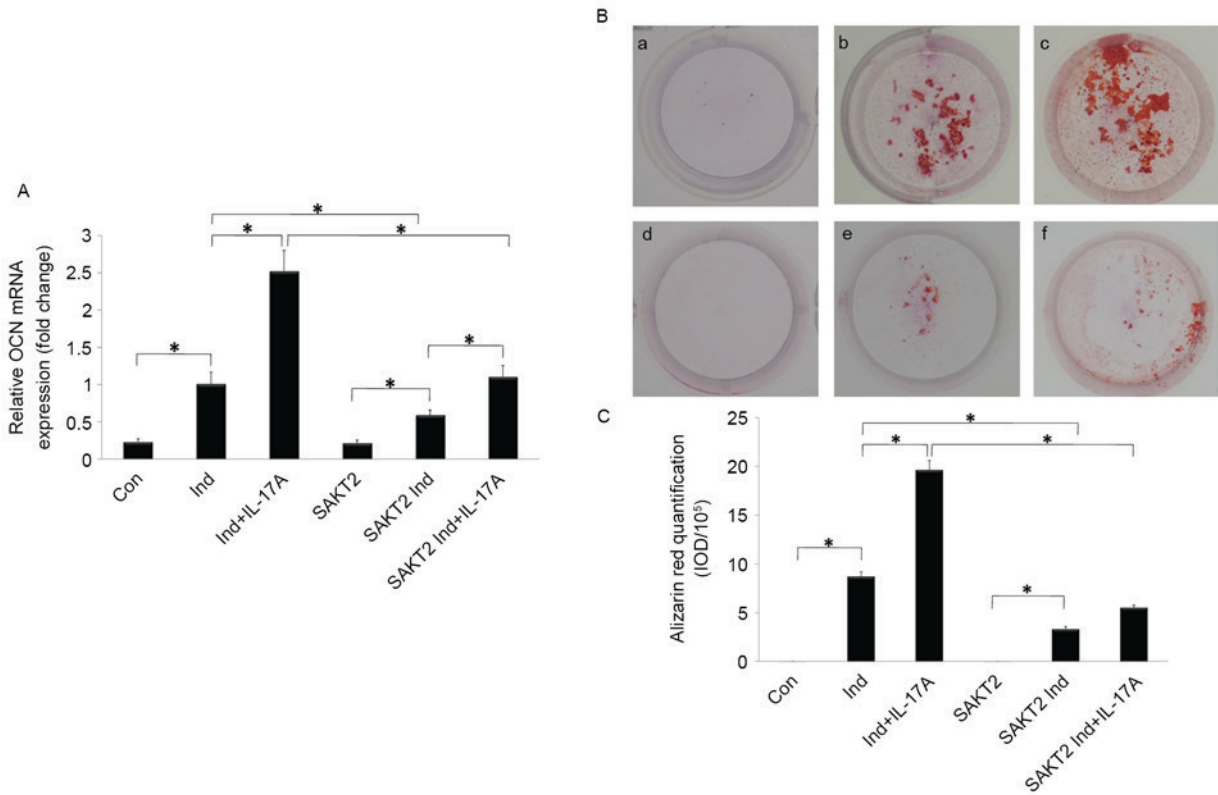 A
Relative OCN mRNA
expression (fold change)
3
2.5
2
1.5
1
0.5
0
*
*
*
*
*
*
Con
Ind
Ind+IL-17A
SAKT2
SAKT2 Ind
SAKT2 Ind+IL-17A
B
a
b
c
d
e
f
C
Alizarin red quantification
(IOD/10⁵)
25
20
15
10
5
0
*
*
*
*
*
Con
Ind
Ind+IL-17A
SAKT2
SAKT2 Ind
SAKT2 Ind+IL-17A